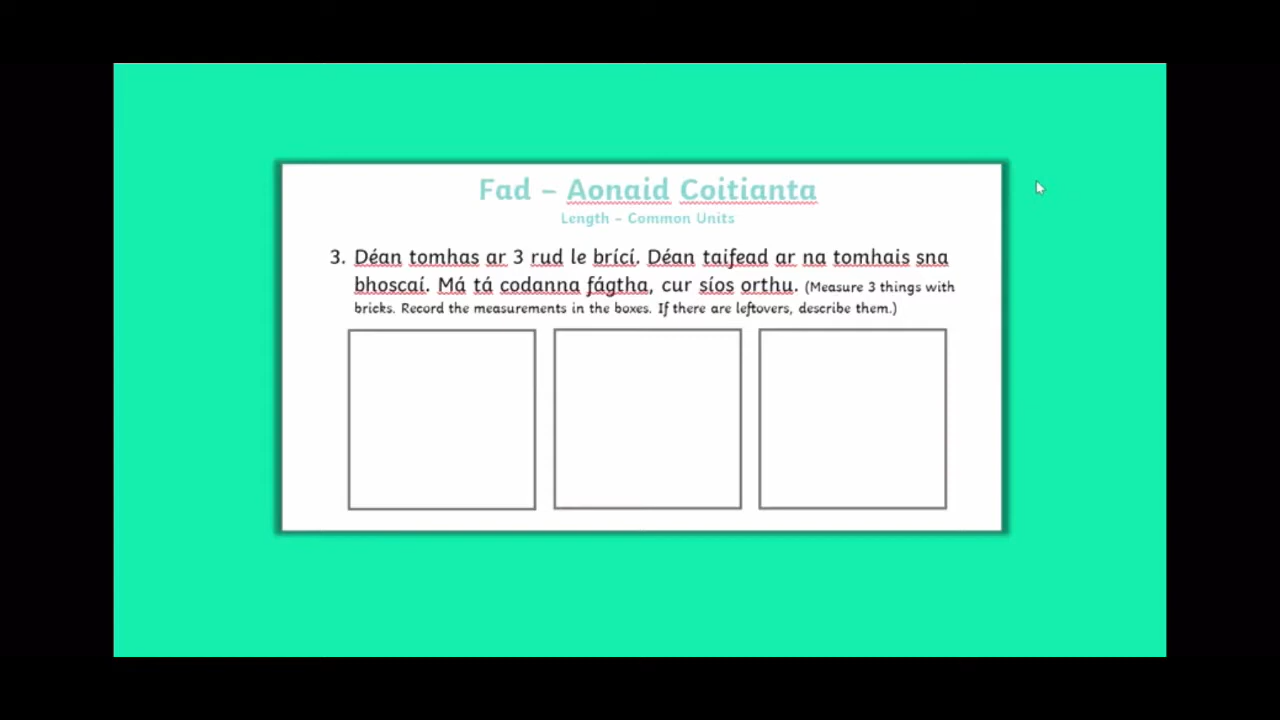 Fad – Aonaid Coitianta
Length – Common Units
3. Déan tomhas ar 3 rud le brící. Déan taifead ar na tomhais sna
bhoscaí. Má tá codanna fágtha, cur síos orthu. (Measure 3 things with
bricks. Record the measurements in the boxes. If there are leftovers, describe them.)